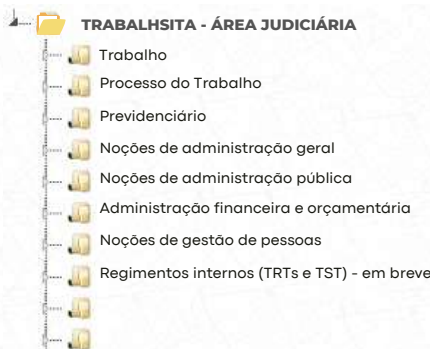 TRABALHSITA - ÁREA JUDICIÁRIA
Trabalho
Processo do Trabalho
Previdenciário
Noções de administração geral
Noções de administração pública
Administração financeira e orçamentária
Noções de gestão de pessoas
Regimentos internos (TRTs e TST) - em breve